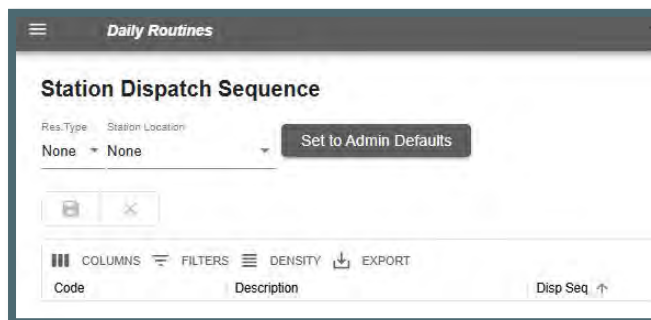 Daily Routines
Station Dispatch Sequence
Res.Type Station Location
None None
Set to Admin Defaults
COLUMNS FILTERS DENSITY EXPORT
Code Description Disp Seq